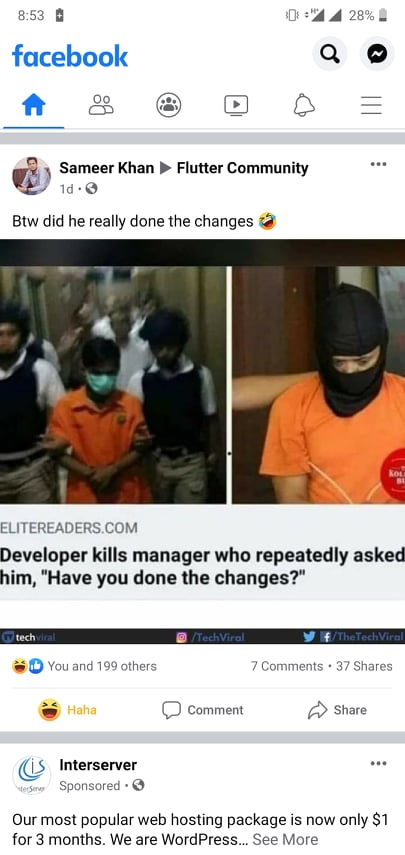 8:53
H+
28%
facebook
Sameer Khan ▶ Flutter Community
1d
Btw did he really done the changes 🤣
ELITEREADERS.COM
Developer kills manager who repeatedly asked
him, "Have you done the changes?"
techviral
/TechViral
/TheTechViral
You and 199 others
7 Comments • 37 Shares
Haha
Comment
Share
Interserver
Sponsored
Our most popular web hosting package is now only $1
for 3 months. We are WordPress... See More